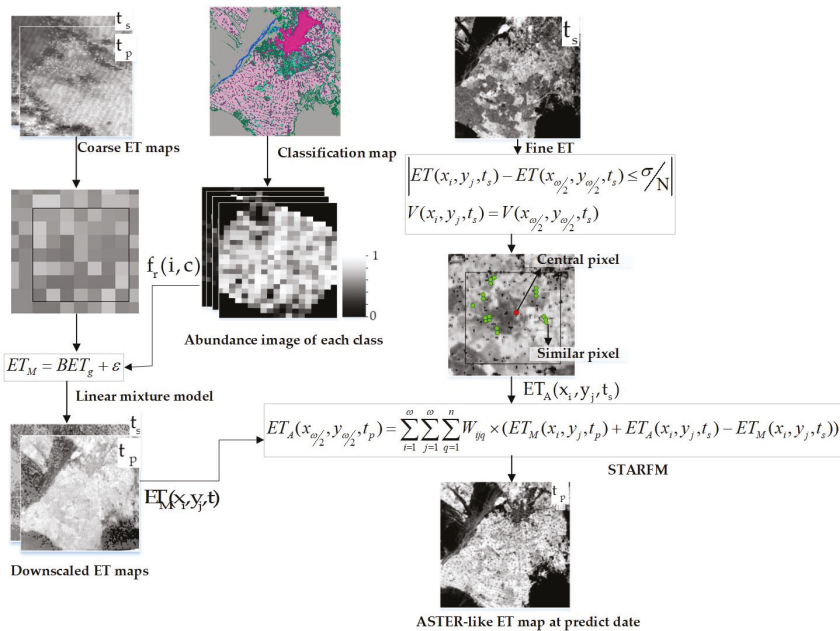 t_s
t_p
Coarse ET maps
Classification map
t_s
Fine ET
|ET(x_i, y_j, t_s) − ET(x_{ω/2}, y_{ω/2}, t_s) ≤ σ/N|
V(x_i, y_j, t_s) = V(x_{ω/2}, y_{ω/2}, t_s)
f_r(i,c)
1
0
Abundance image of each class
Central pixel
Similar pixel
ET_M = BET_g + ε
Linear mixture model
ET_A(x_i, y_j, t_s)
ET_A(x_{ω/2}, y_{ω/2}, t_p) = ∑_{i=1}^{ω} ∑_{j=1}^{ω} ∑_{q=1}^{n} W_{ijq} × (ET_M(x_i, y_j, t_p) + ET_A(x_i, y_j, t_s) − ET_M(x_i, y_j, t_s))
STARFM
t_s
t_p
ET_M(x_i, y_j, t)
Downscaled ET maps
t_p
ASTER-like ET map at predict date